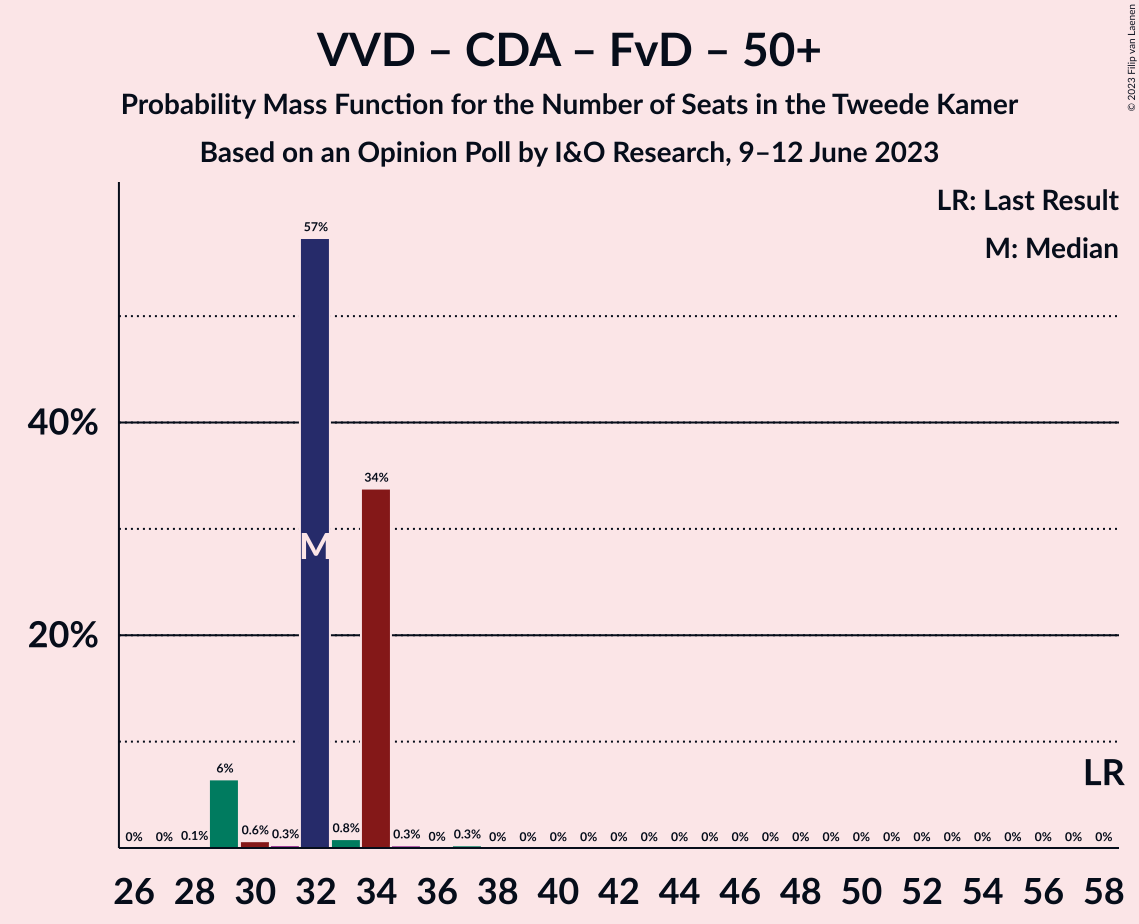 VVD – CDA – FvD – 50+
Probability Mass Function for the Number of Seats in the Tweede Kamer
Based on an Opinion Poll by I&O Research, 9–12 June 2023
© 2023 Filip van Laenen
LR: Last Result
M: Median
57%
40%
34%
M
20%
LR
6%
0% 0% 0.1% 0.6% 0.3% 0.8% 0.3% 0% 0.3% 0% 0% 0% 0% 0% 0% 0% 0% 0% 0% 0% 0% 0% 0% 0% 0% 0% 0% 0% 0% 0%
26 28 30 32 34 36 38 40 42 44 46 48 50 52 54 56 58